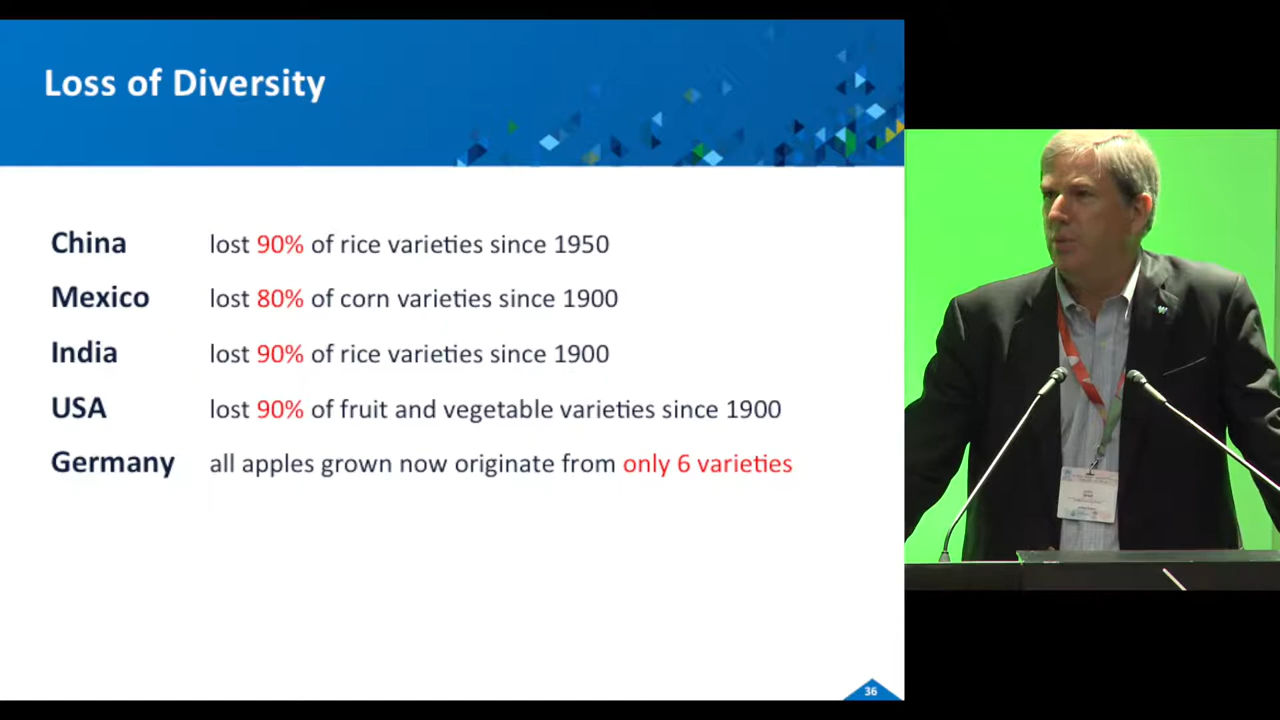 Loss of Diversity
China lost 90% of rice varieties since 1950
Mexico lost 80% of corn varieties since 1900
India lost 90% of rice varieties since 1900
USA lost 90% of fruit and vegetable varieties since 1900
Germany all apples grown now originate from only 6 varieties
36